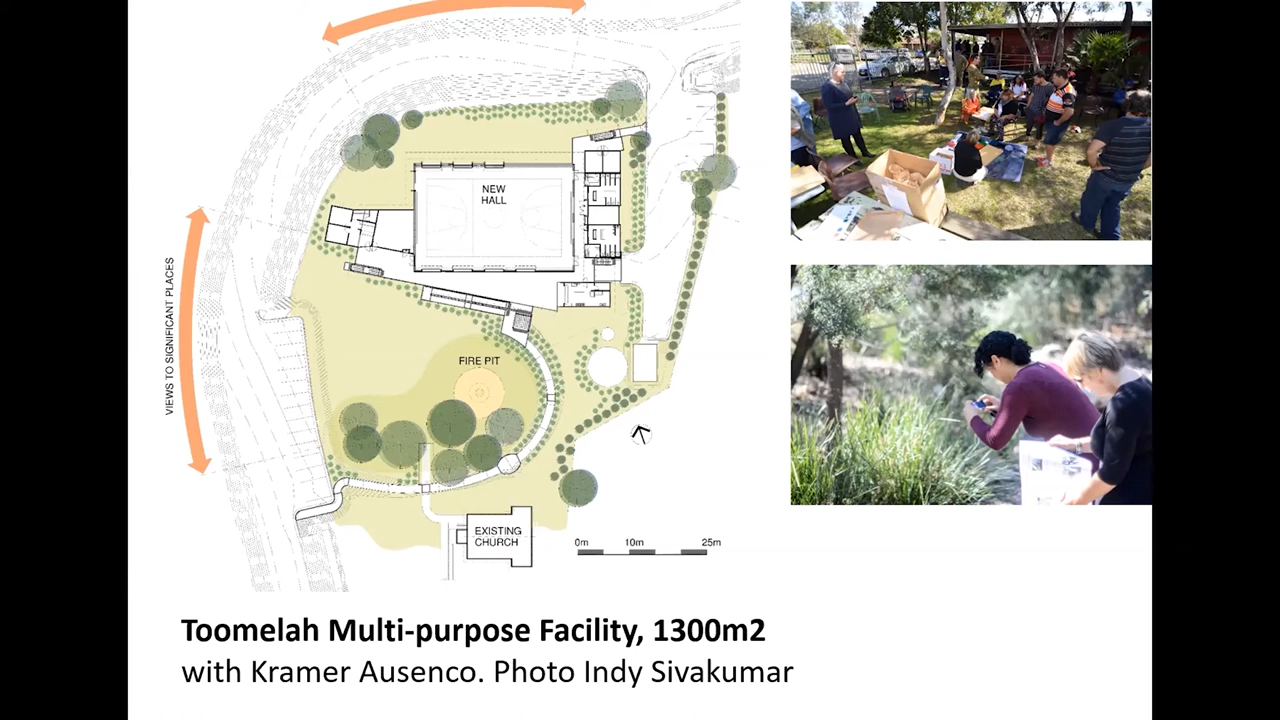 NEW
HALL
VIEWS TO SIGNIFICANT PLACES
FIRE PIT
EXISTING
CHURCH
0m 10m 25m
Toomelah Multi-purpose Facility, 1300m2
with Kramer Ausenco. Photo Indy Sivakumar